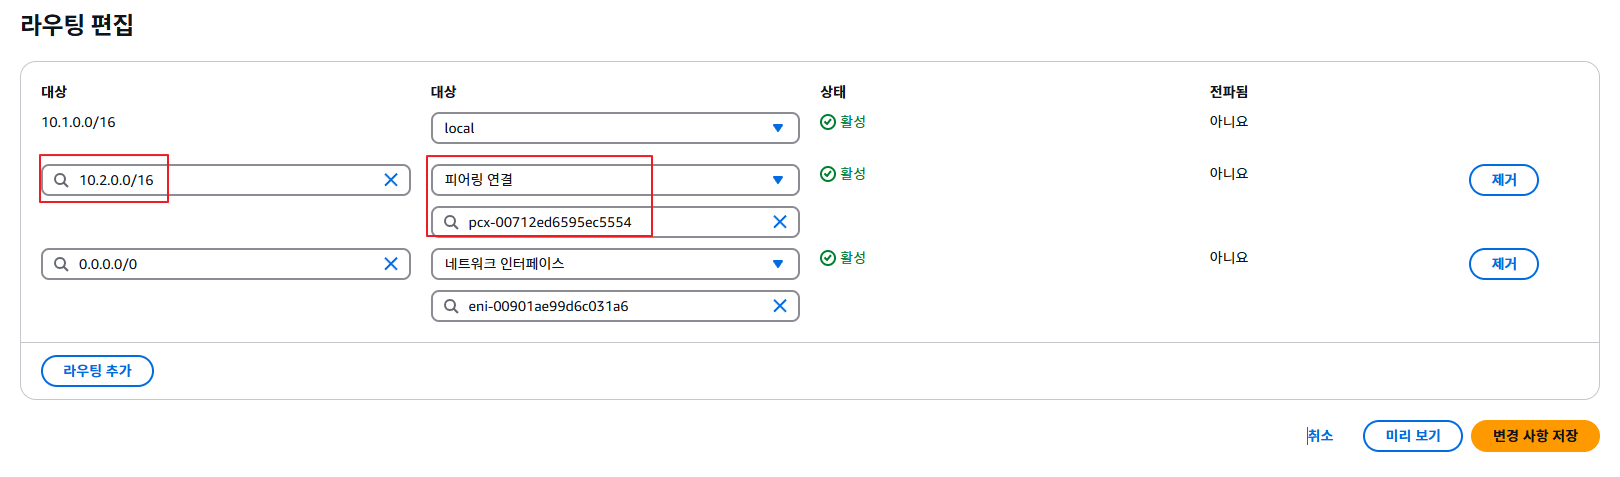 라우팅 편집
대상 대상 상태 전파됨
10.1.0.0/16 local 활성 아니요
10.2.0.0/16 피어링 연결 활성 아니요 제거
pcx-00712ed6595ec5554
0.0.0.0/0 네트워크 인터페이스 활성 아니요 제거
eni-00901ae99d6c031a6
라우팅 추가
취소 미리 보기 변경 사항 저장